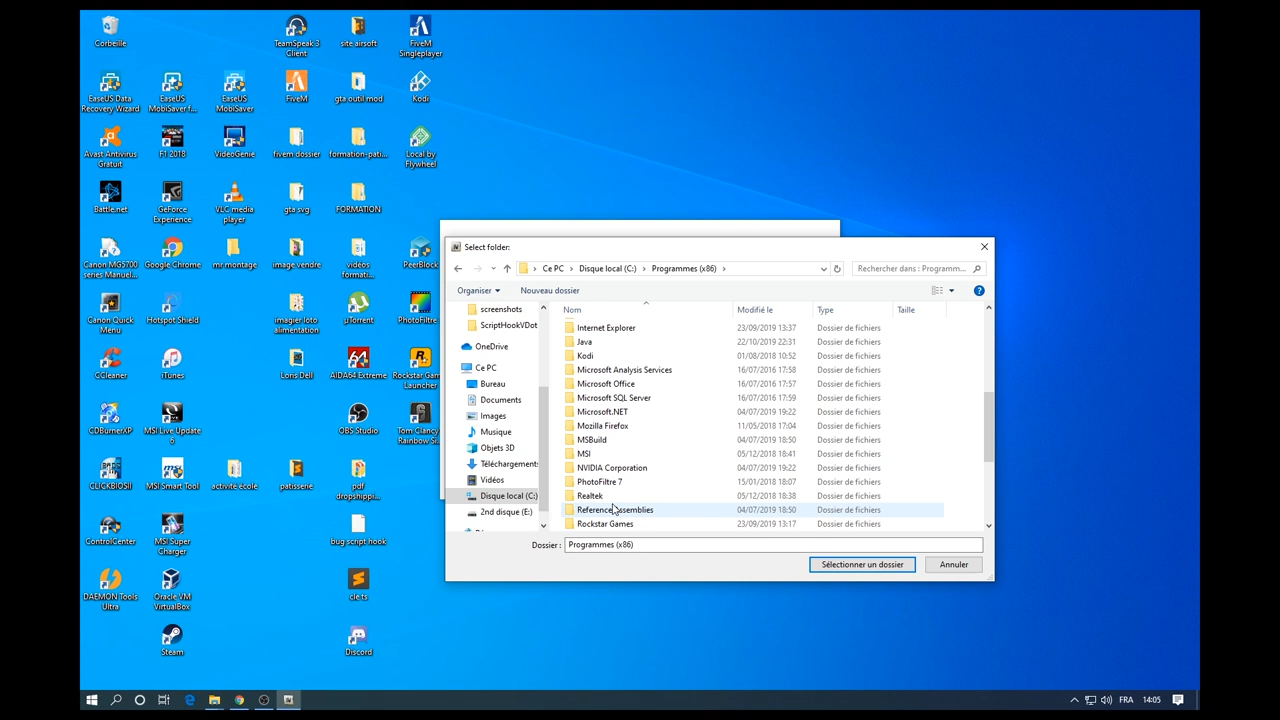 Corbeille
TeamSpeak 3
Client
site airsoft
FiveM
Singleplayer
EaseUS Data
Recovery Wizard
EaseUS
MobiSaver f...
EaseUS
MobiSaver
FiveM
gta outil mod
Kodi
Avast Antivirus
Gratuit
F1 2018
VideoGenie
fivem dossier
formation-pati...
Local by
Flywheel
Battle.net
GeForce
Experience
VLC media
player
gta svg
FORMATION
Canon MG5700
series Manuel...
Google Chrome
mr.montage
image vendre
vidéos
formati...
PeerBlock
Canon Quick
Menu
Hotspot Shield
imagier loto
alimentation
µTorrent
PhotoFiltre
CCleaner
iTunes
Loris Dell
AIDA64 Extreme
Rockstar Gam
Launcher
CDBurnerXP
MSI Live Update
6
OBS Studio
Tom Clancy
Rainbow Si...
CLICKBIOSII
MSI Smart Tool
activité ecole
patisserie
pdf
dropshippi...
ControlCenter
MSI Super
Charger
bug script hook
DAEMON Tools
Ultra
Oracle VM
VirtualBox
cle ts
Steam
Discord
Select folder:
Ce PC
Disque local (C:)
Programmes (x86)
Rechercher dans : Programm...
Organiser
Nouveau dossier
screenshots
ScriptHookVDot
OneDrive
Ce PC
Bureau
Documents
Images
Musique
Objets 3D
Téléchargements
Vidéos
Disque local (C:)
2nd disque (E:)
Nom Modifié le Type Taille
Internet Explorer 23/09/2019 13:37 Dossier de fichiers
Java 22/10/2019 22:31 Dossier de fichiers
Kodi 01/08/2018 10:52 Dossier de fichiers
Microsoft Analysis Services 16/07/2016 17:58 Dossier de fichiers
Microsoft Office 16/07/2016 17:57 Dossier de fichiers
Microsoft SQL Server 16/07/2016 17:59 Dossier de fichiers
Microsoft.NET 04/07/2019 19:22 Dossier de fichiers
Mozilla Firefox 11/05/2018 17:04 Dossier de fichiers
MSBuild 04/07/2019 18:50 Dossier de fichiers
MSI 05/12/2018 18:41 Dossier de fichiers
NVIDIA Corporation 04/07/2019 19:22 Dossier de fichiers
PhotoFiltre 7 15/01/2018 18:07 Dossier de fichiers
Realtek 05/12/2018 18:38 Dossier de fichiers
Reference Assemblies 04/07/2019 18:50 Dossier de fichiers
Rockstar Games 23/09/2019 13:17 Dossier de fichiers
Dossier : Programmes (x86)
Sélectionner un dossier
Annuler
FRA
14:05